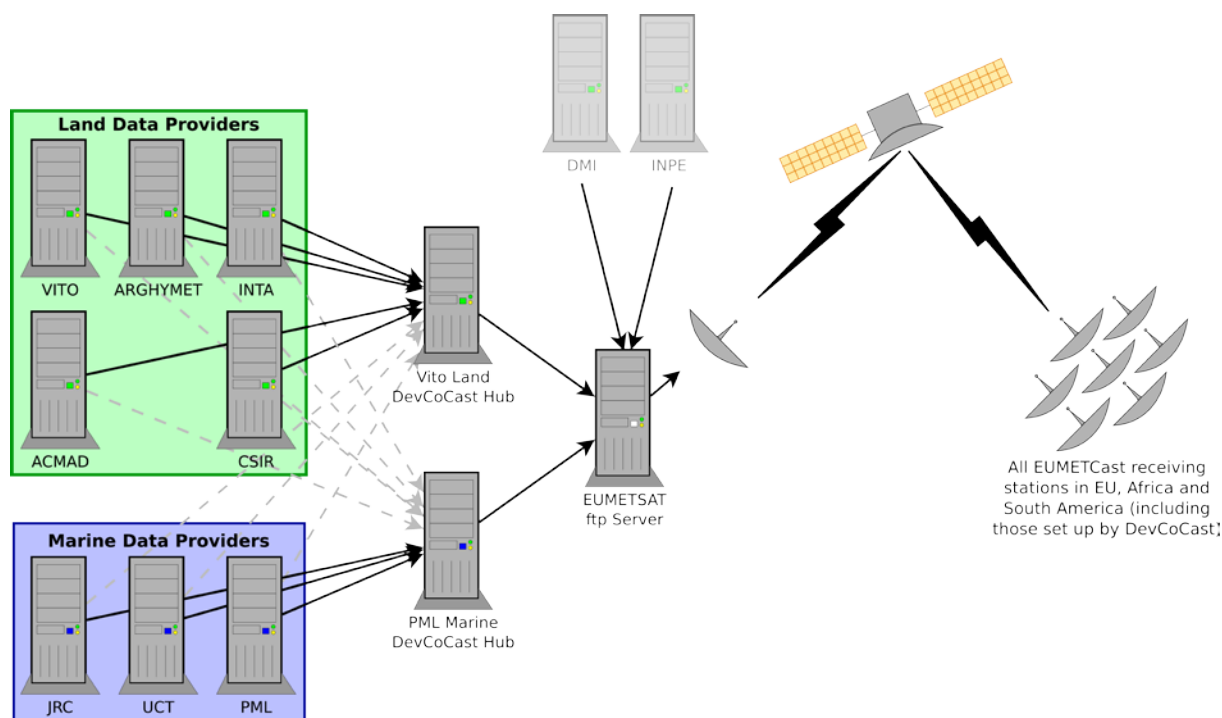 DMI
INPE
Land Data Providers
VITO
ARGHYMET
INTA
ACMAD
CSIR
Vito Land
DevCoCast Hub
EUMETSAT
ftp Server
All EUMETCast receiving
stations in EU, Africa and
South America (including
those set up by DevCoCast)
Marine Data Providers
JRC
UCT
PML
PML Marine
DevCoCast Hub